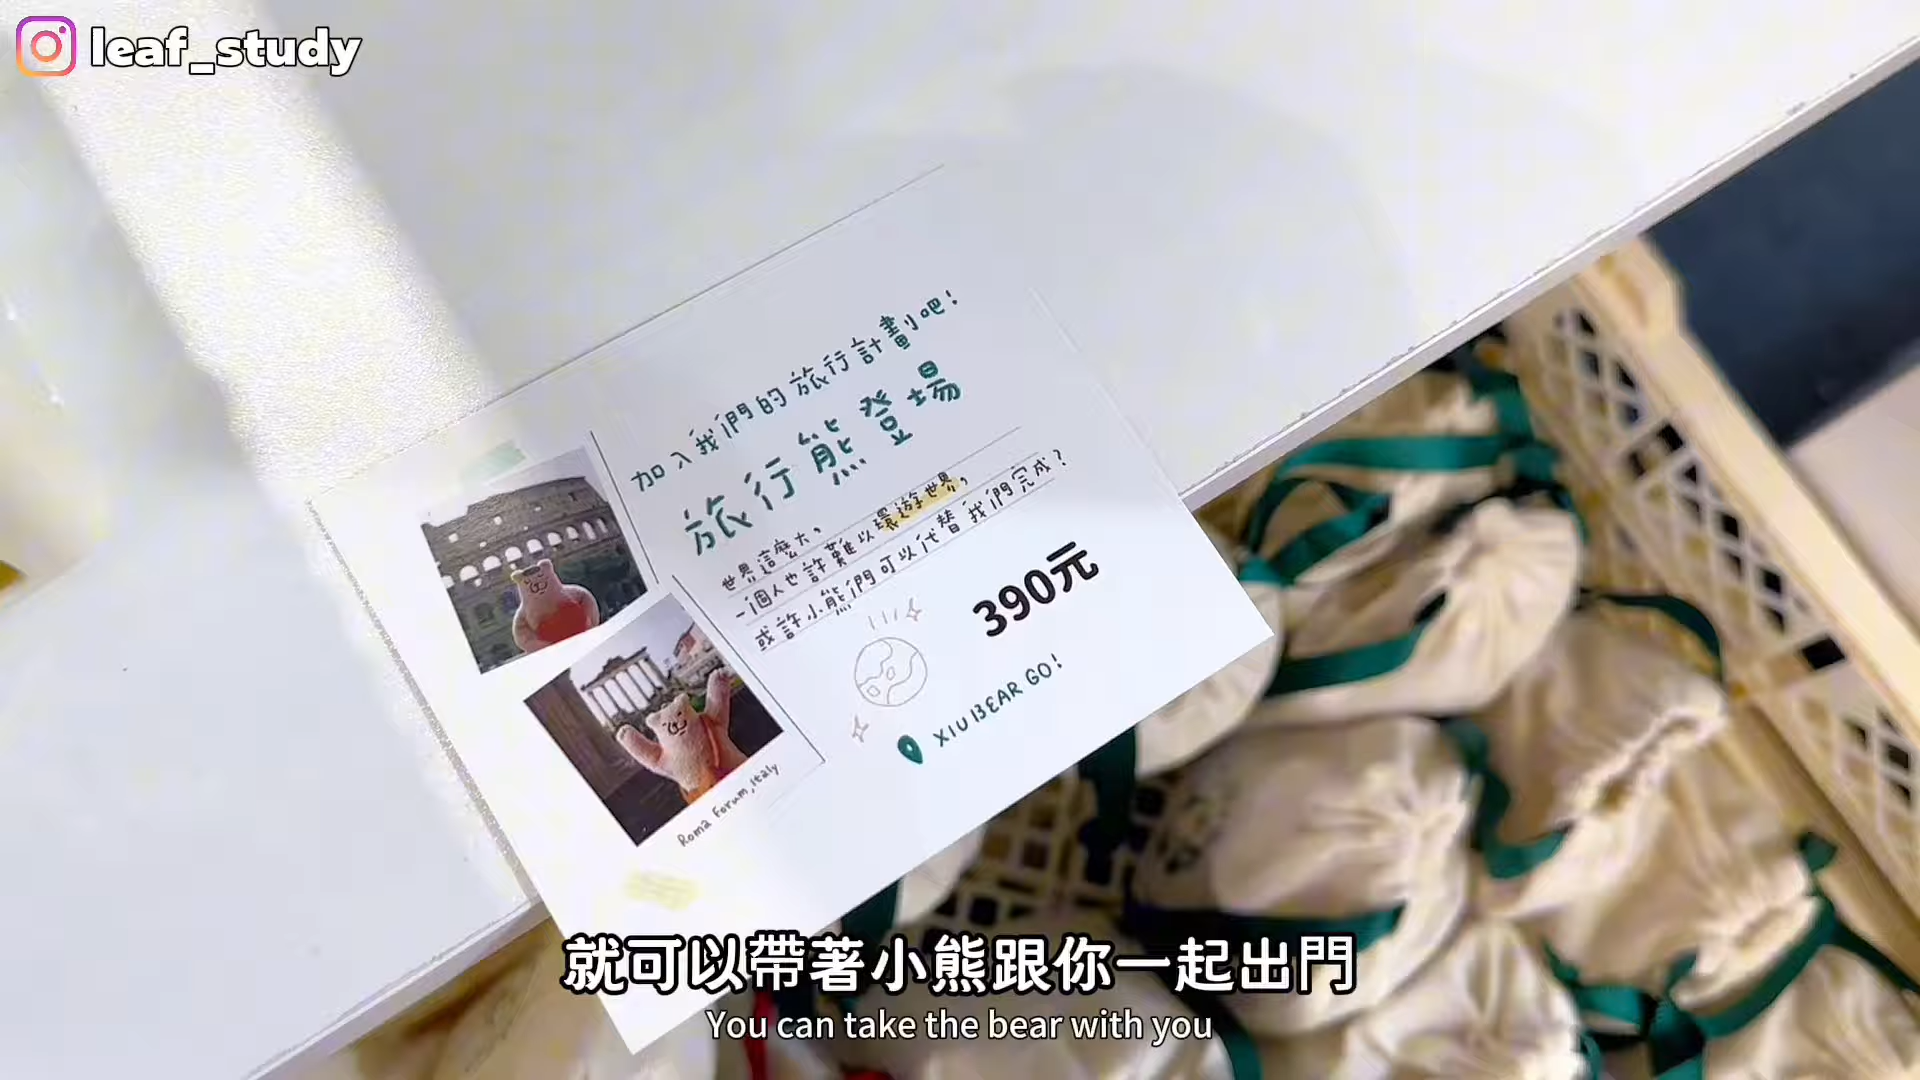 leaf_study
加入我們的旅行計劃吧!
旅行熊登場
世界這麼大,
一個人也許難以環遊世界,
或許小熊們可以代替我們完成?
390元
XIU BEAR GO!
Roma Forum, Italy
就可以帶著小熊跟你一起出門
You can take the bear with you